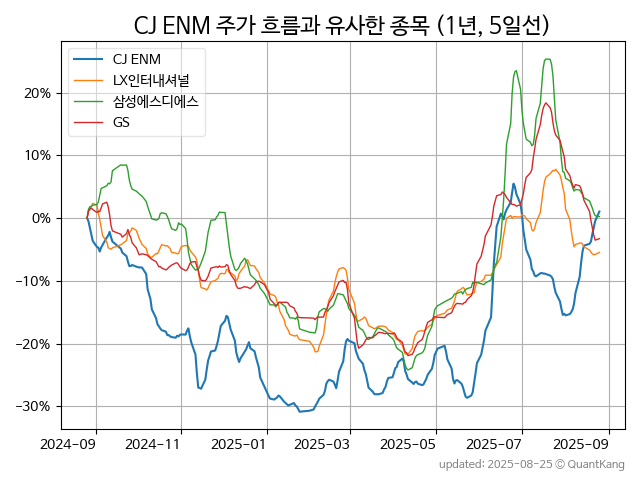 CJ ENM 주가 흐름과 유사한 종목 (1년, 5일선)
CJ ENM
LX인터내셔널
삼성에스디에스
GS
20%
10%
0%
−10%
−20%
−30%
2024-09 2024-11 2025-01 2025-03 2025-05 2025-07 2025-09
updated: 2025-08-25 © QuantKang